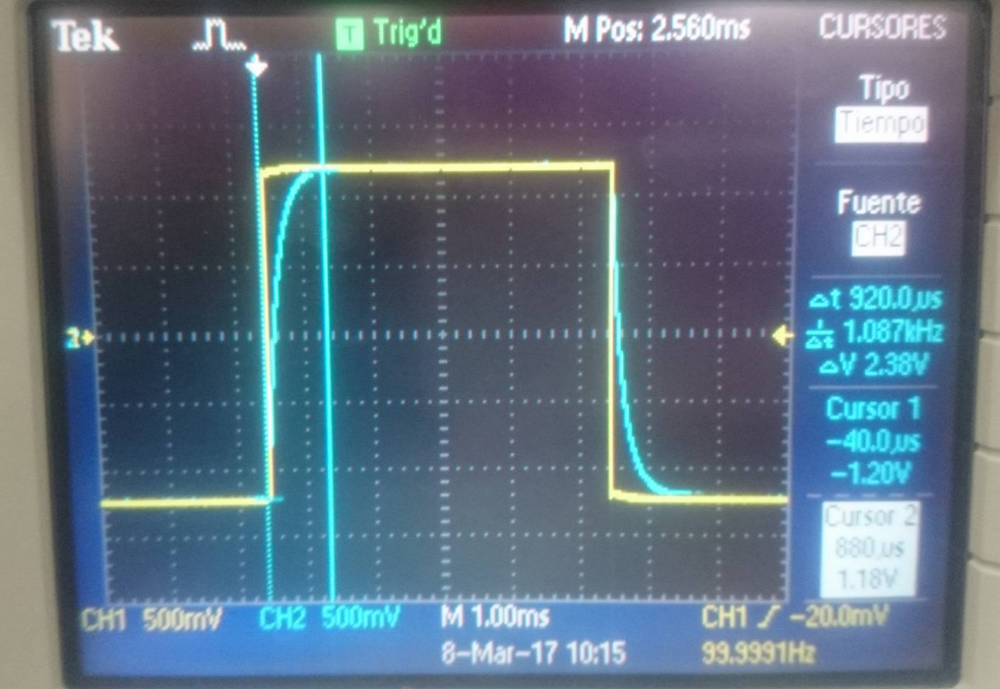 Tek T Trig'd M Pos: 2.560ms CURSORES
Tipo
Tiempo
Fuente
CH2
Δt 920.0µs
1/Δt 1.087kHz
ΔV 2.38V
2
Cursor 1
-40.0µs
-1.20V
Cursor 2
880µs
1.18V
CH1 500mV CH2 500mV M 1.00ms CH1 -20.0mV
8-Mar-17 10:15 99.9991Hz